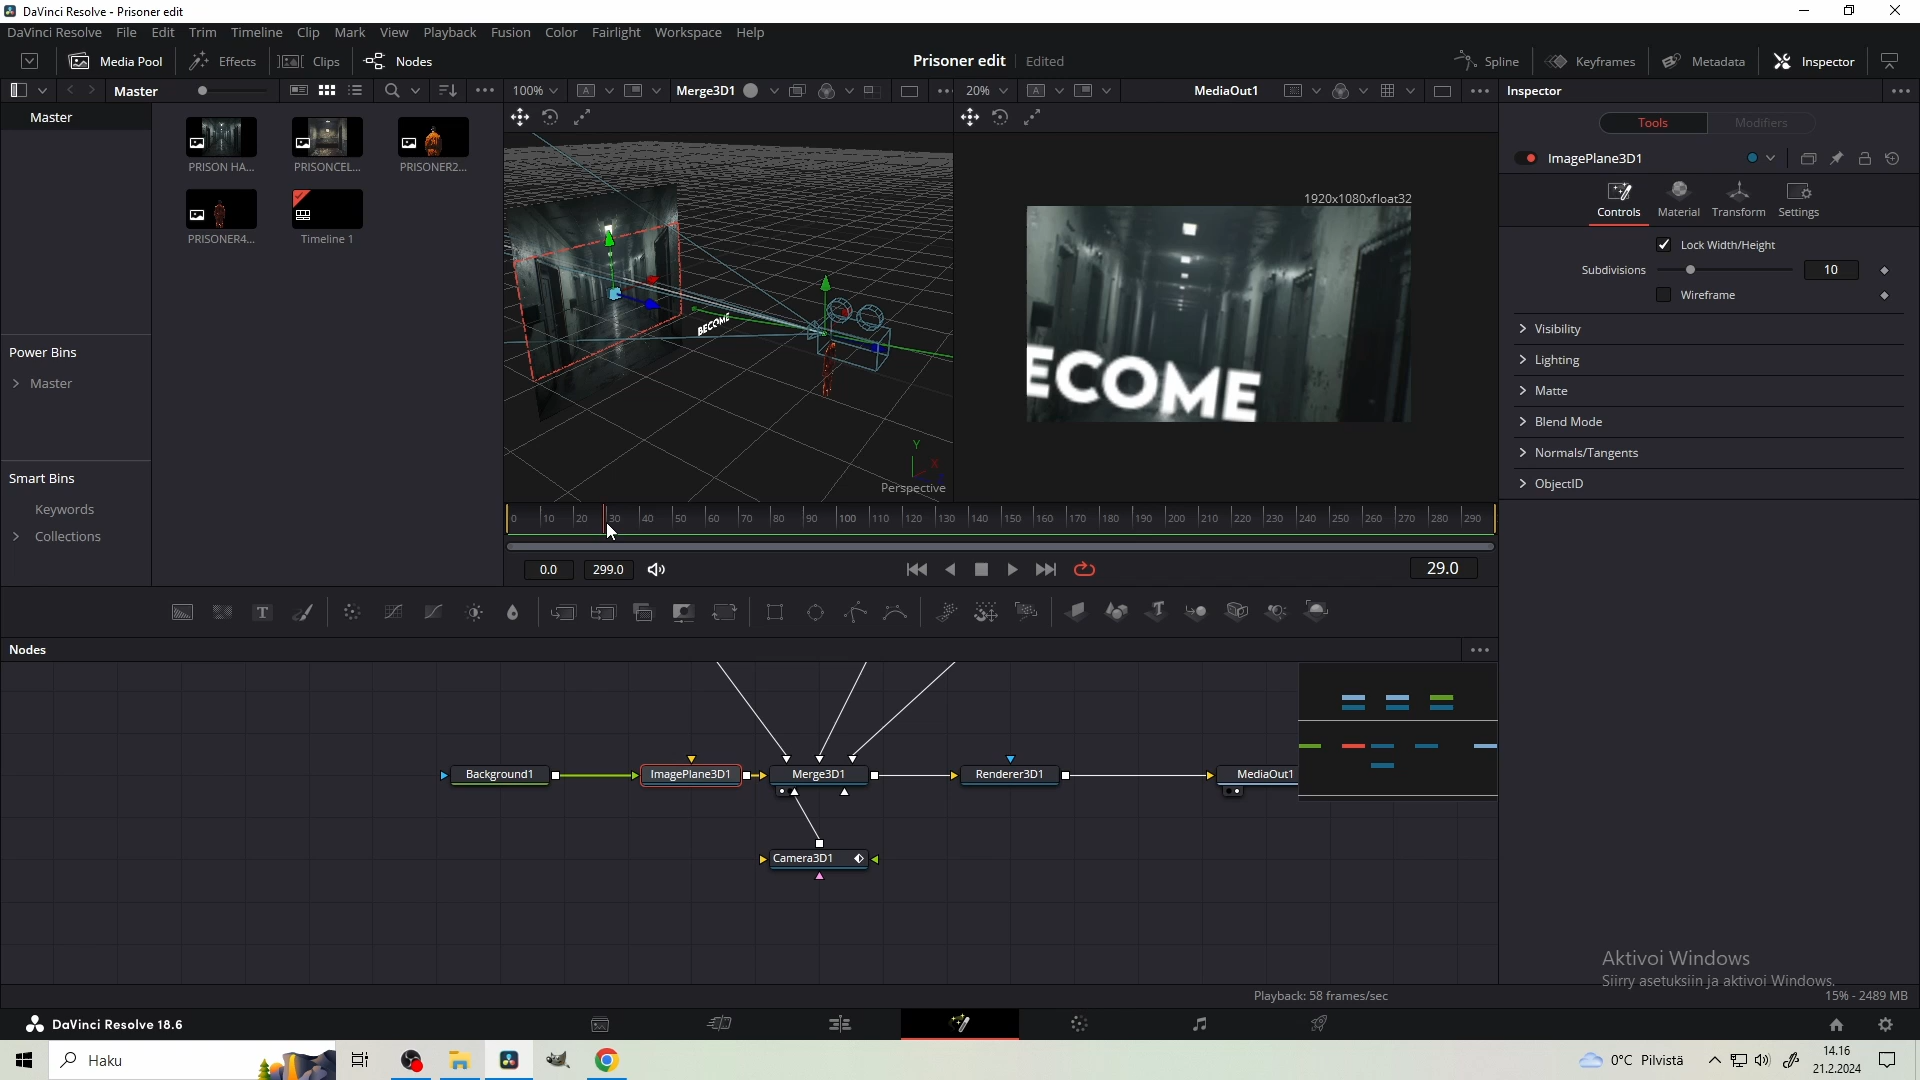 DaVinci Resolve - Prisoner edit
DaVinci Resolve File Edit Trim Timeline Clip Mark View Playback Fusion Color Fairlight Workspace Help
Media Pool Effects Clips Nodes Prisoner edit Edited Spline Keyframes Metadata Inspector
Master 100% Merge3D1 20% MediaOut1 Inspector
Master
Tools Modifiers
PRISON HA... PRISONCEL... PRISONER2...
ImagePlane3D1
Controls Material Transform Settings
PRISONER4... Timeline 1
1920x1080xfloat32
Lock Width/Height
Subdivisions 10
Wireframe
Visibility
Lighting
Matte
Blend Mode
Normals/Tangents
ObjectID
BECOME
ECOME
Power Bins
Master
Smart Bins
Keywords
Collections
Y
X
Perspective
0 10 20 30 40 50 60 70 80 90 100 110 120 130 140 150 160 170 180 190 200 210 220 230 240 250 260 270 280 290
0.0 299.0 29.0
Nodes
Background1 ImagePlane3D1 Merge3D1 Renderer3D1 MediaOut1
Camera3D1
Aktivoi Windows
Siirry asetuksiin ja aktivoi Windows.
Playback: 58 frames/sec 15% - 2489 MB
DaVinci Resolve 18.6
Haku 0°C Pilvistä 14.16
21.2.2024